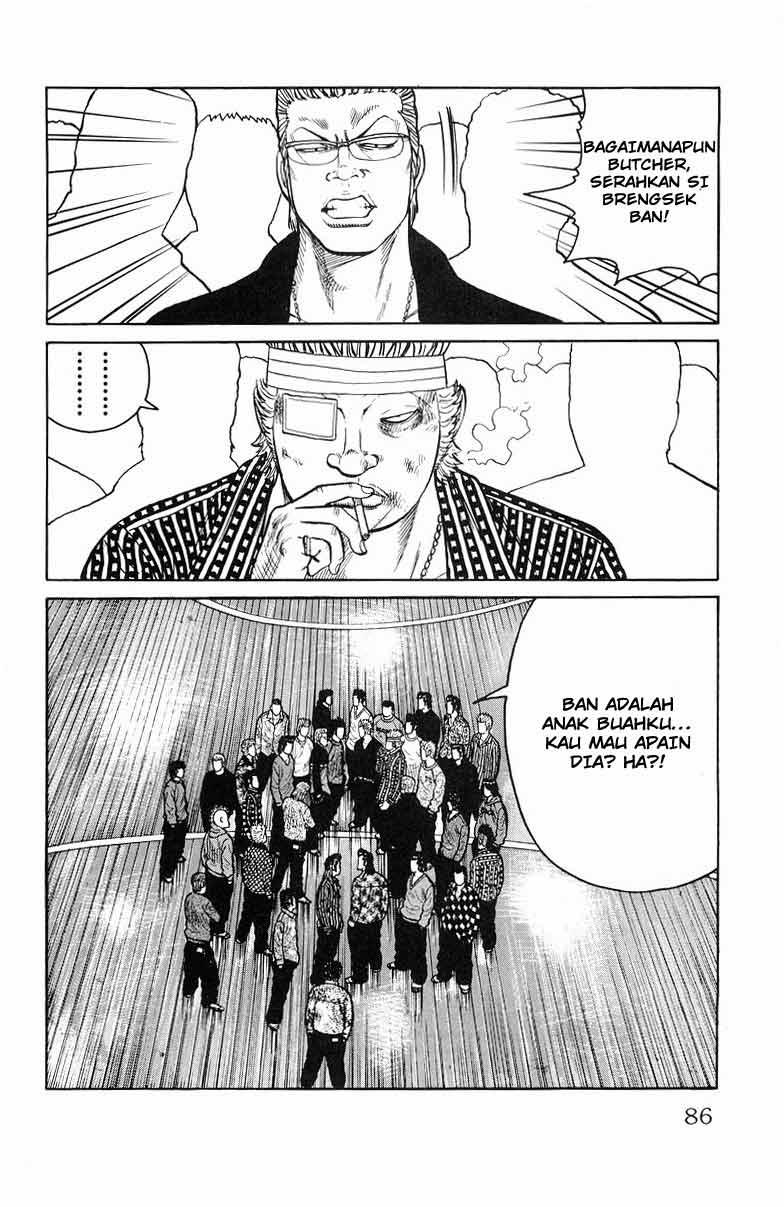 BAGAIMANAPUN
BUTCHER,
SERAHKAN SI
BRENGSEK
BAN!
BAN ADALAH
ANAK BUAHKU...
KAU MAU APAIN
DIA? HA?!
86